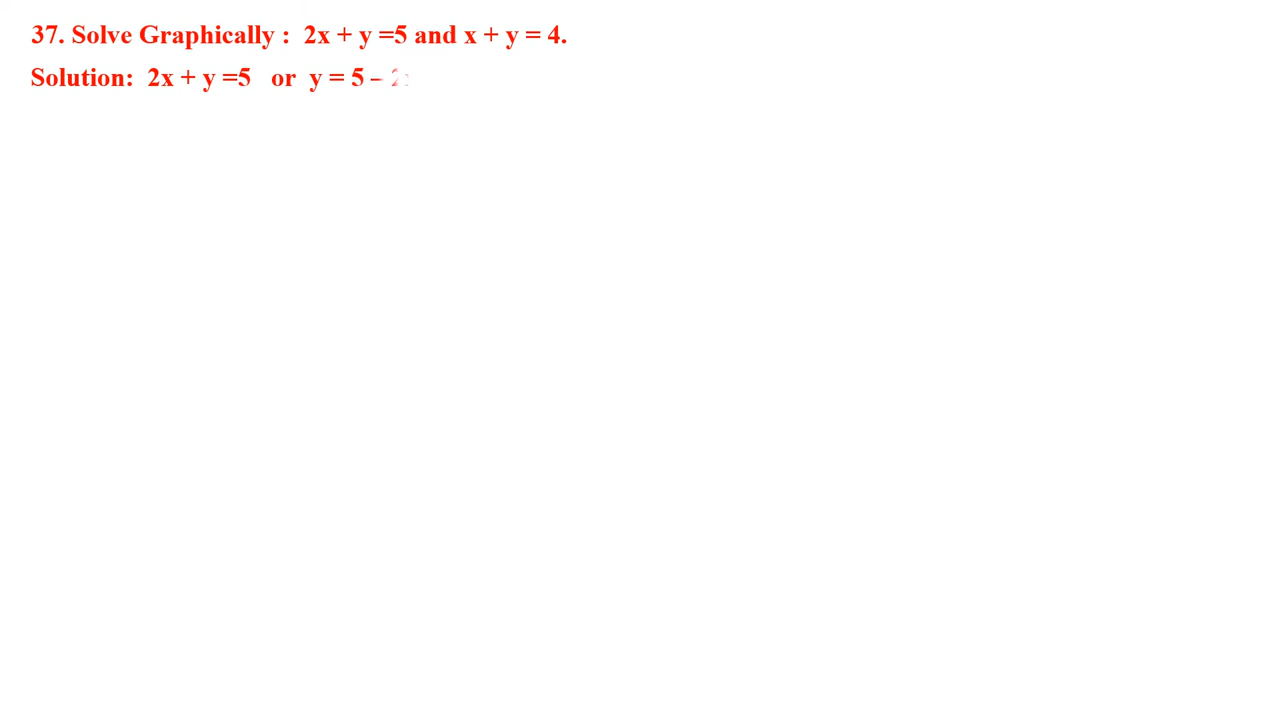 37. Solve Graphically :  2x + y =5 and x + y = 4.
Solution:  2x + y =5   or  y = 5 –